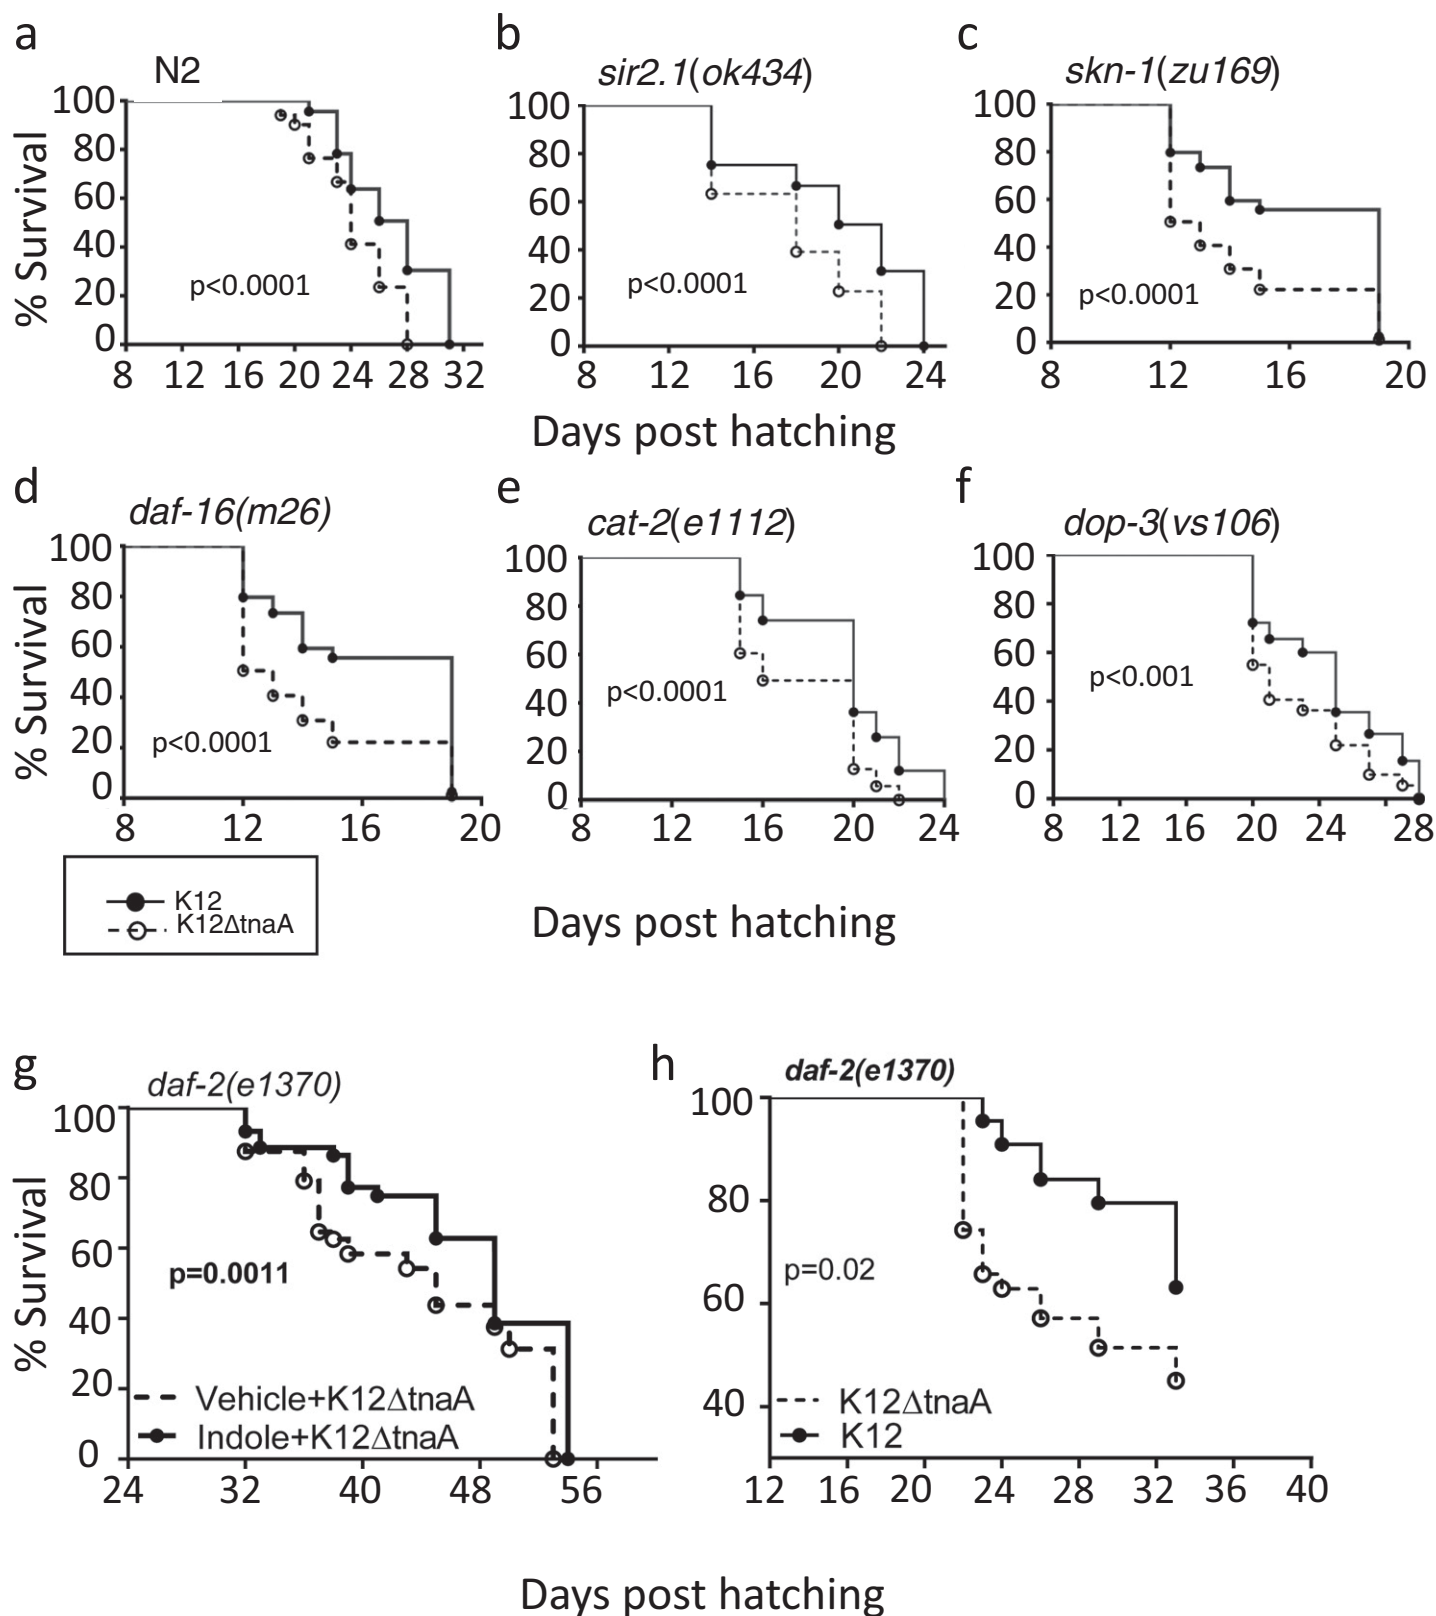 a
N2
100
80
60
40
20
0
% Survival
p<0.0001
8 12 16 20 24 28 32
b
sir2.1(ok434)
100
80
60
40
20
0
p<0.0001
8 12 16 20 24
c
skn-1(zu169)
100
80
60
40
20
0
p<0.0001
8 12 16 20
Days post hatching
d
daf-16(m26)
100
80
60
40
20
0
% Survival
p<0.0001
8 12 16 20
e
cat-2(e1112)
100
80
60
40
20
0
p<0.0001
8 12 16 20 24
f
dop-3(vs106)
100
80
60
40
20
0
p<0.001
8 12 16 20 24 28
K12
K12ΔtnaA
Days post hatching
g
daf-2(e1370)
100
80
60
40
20
0
% Survival
p=0.0011
Vehicle+K12ΔtnaA
Indole+K12ΔtnaA
24 32 40 48 56
h
daf-2(e1370)
100
80
60
40
p=0.02
K12ΔtnaA
K12
12 16 20 24 28 32 36 40
Days post hatching